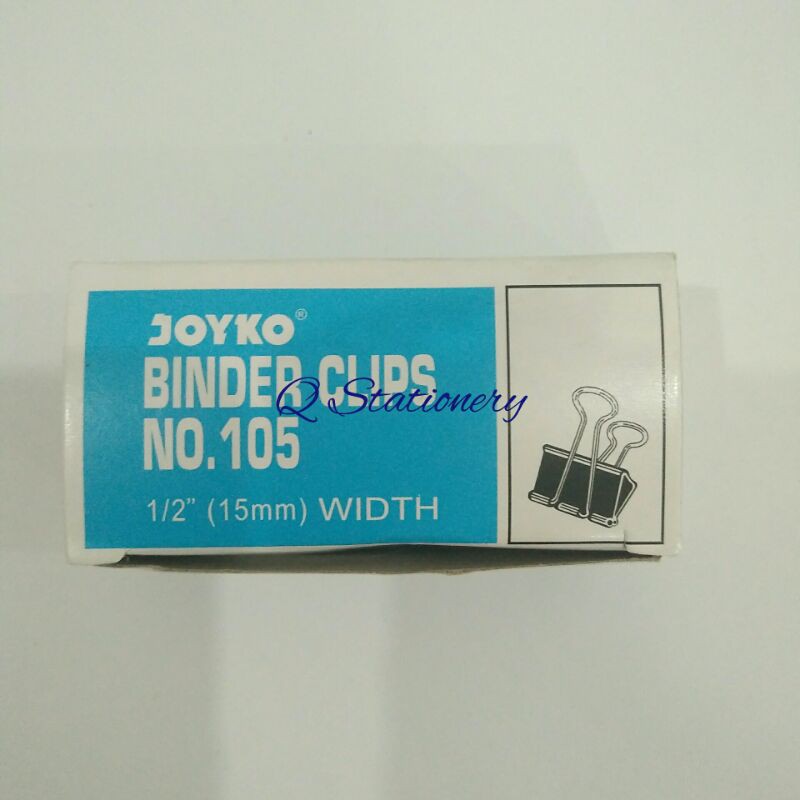 JOYKO®
BINDER CLIPS
Q Stationery
NO.105
1/2" (15mm) WIDTH